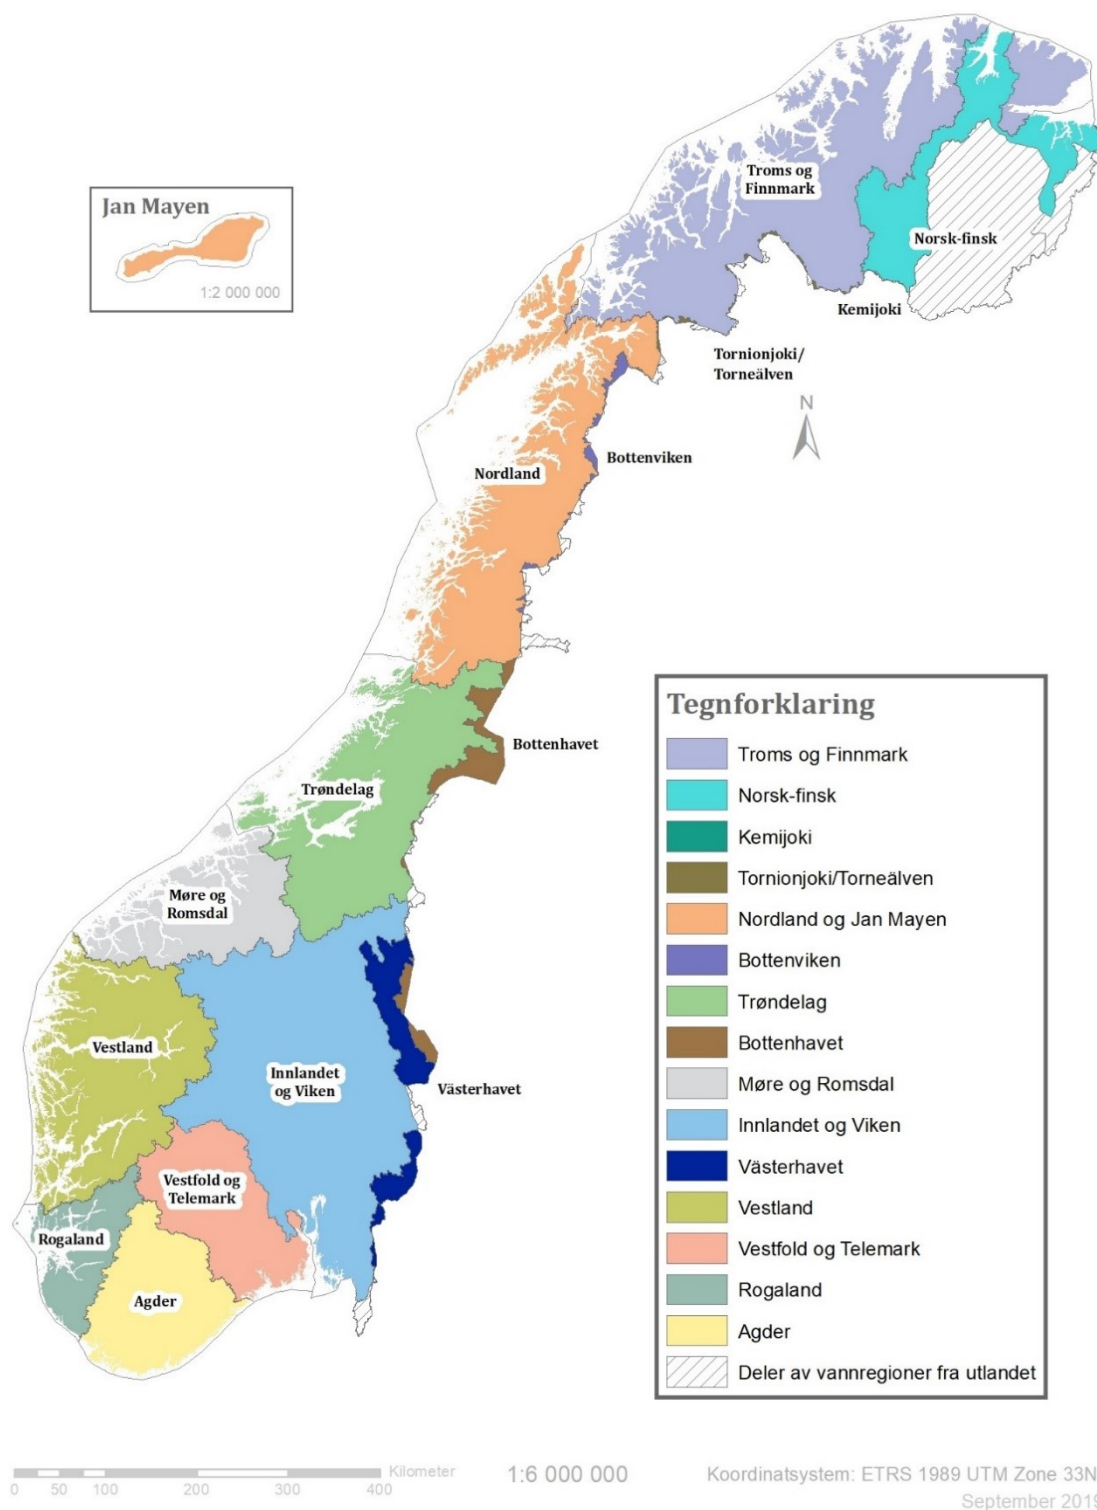 Jan Mayen
1:2 000 000
Troms og
Finnmark
Norsk-finsk
Kemijoki
Tornionjoki/
Torneälven
N
Bottenviken
Nordland
Bottenhavet
Trøndelag
Møre og
Romsdal
Vestland
Innlandet
og Viken
Västerhavet
Vestfold og
Telemark
Rogaland
Agder
Tegnforklaring
Troms og Finnmark
Norsk-finsk
Kemijoki
Tornionjoki/Torneälven
Nordland og Jan Mayen
Bottenviken
Trøndelag
Bottenhavet
Møre og Romsdal
Innlandet og Viken
Västerhavet
Vestland
Vestfold og Telemark
Rogaland
Agder
Deler av vannregioner fra utlandet
Kilometer
0 50 100 200 300 400
1:6 000 000
Koordinatsystem: ETRS 1989 UTM Zone 33N
September 2019